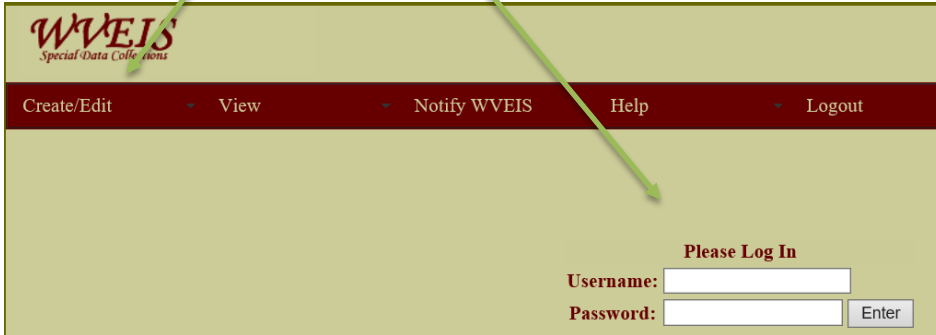 WVEIS
Special Data Collections
Create/Edit View Notify WVEIS Help Logout
Please Log In
Username:
Password: Enter